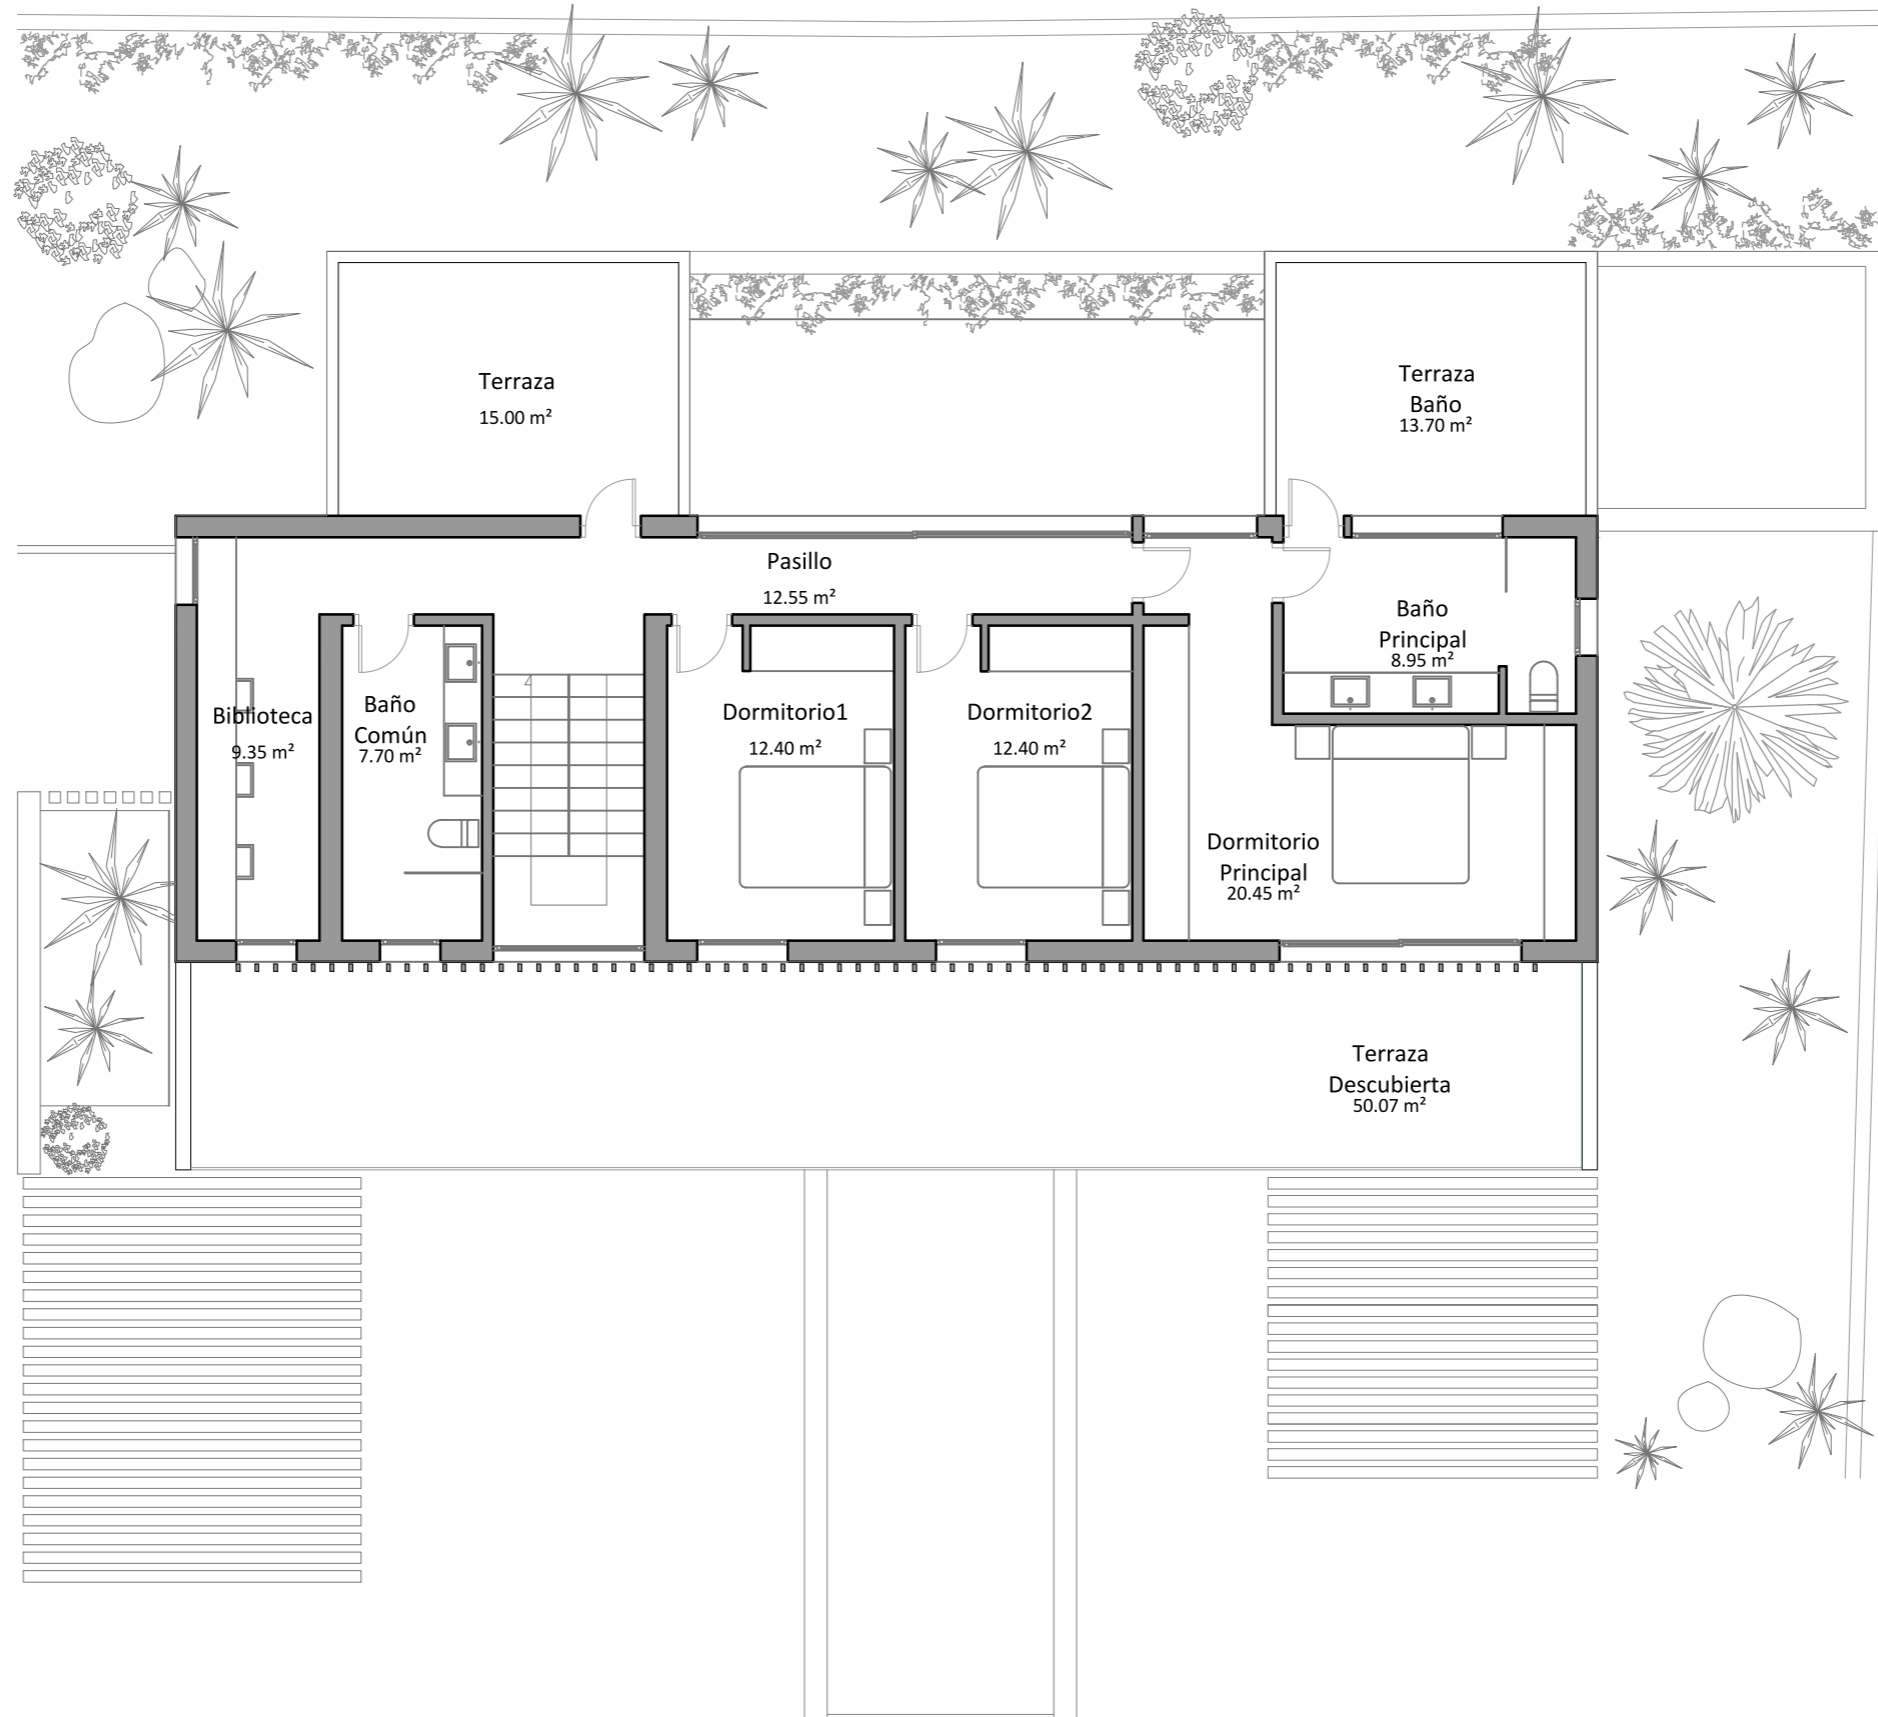 Terraza
15.00 m²
Terraza
Baño
13.70 m²
Pasillo
12.55 m²
Baño
Principal
8.95 m²
Biblioteca
9.35 m²
Baño
Común
7.70 m²
Dormitorio1
12.40 m²
Dormitorio2
12.40 m²
Dormitorio
Principal
20.45 m²
Terraza
Descubierta
50.07 m²